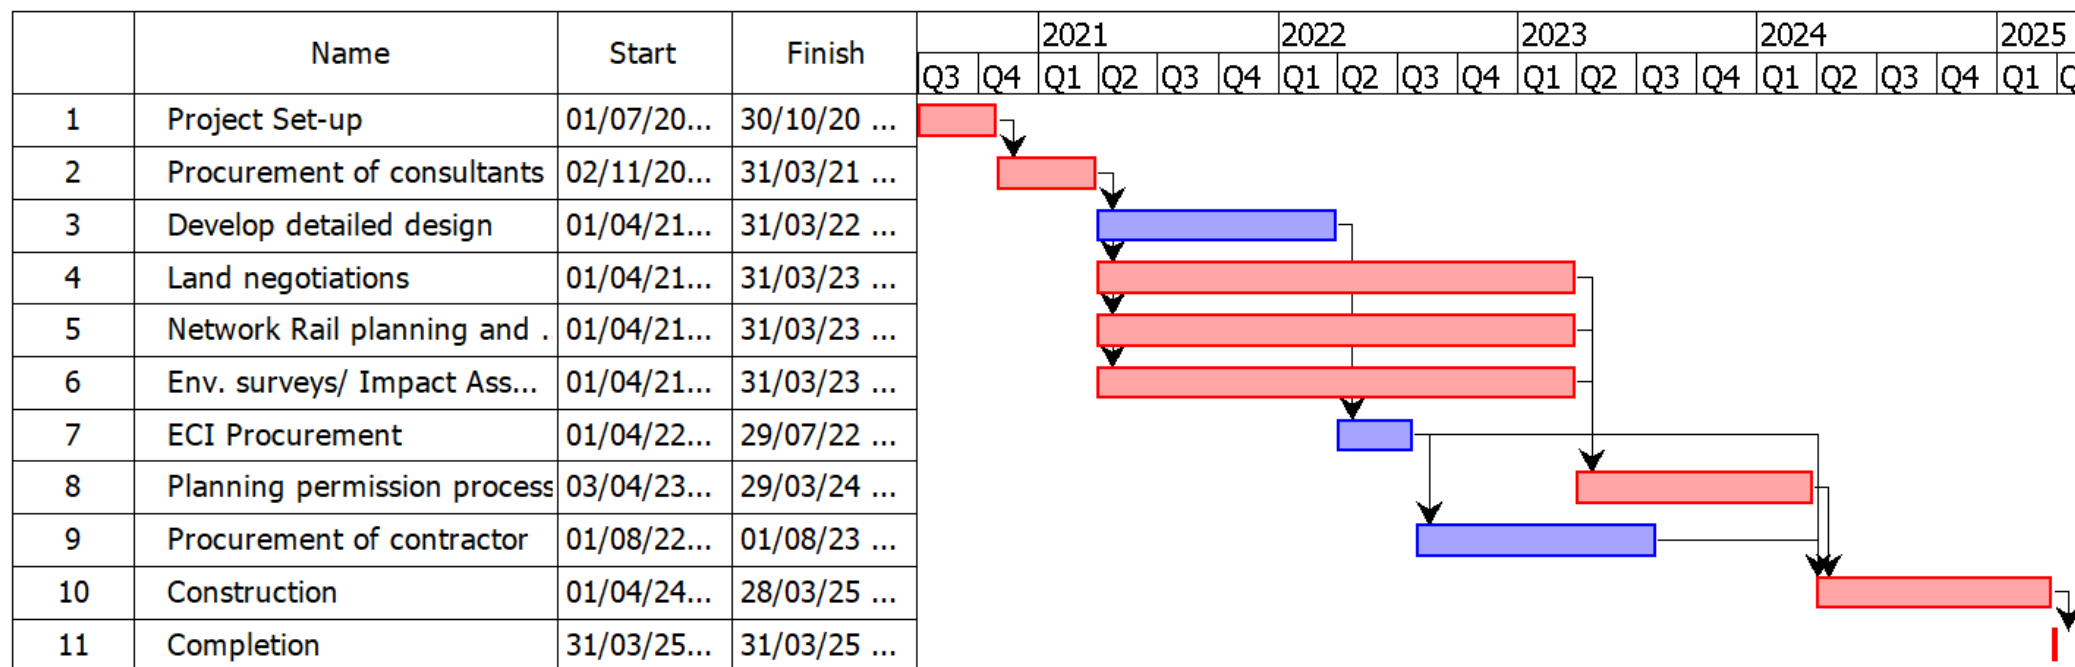 2021 2022 2023 2024 2025
Name Start Finish
Q3 Q4 Q1 Q2 Q3 Q4 Q1 Q2 Q3 Q4 Q1 Q2 Q3 Q4 Q1 Q2 Q3 Q4 Q1 Q
1 Project Set-up 01/07/20... 30/10/20 ...
2 Procurement of consultants 02/11/20... 31/03/21 ...
3 Develop detailed design 01/04/21... 31/03/22 ...
4 Land negotiations 01/04/21... 31/03/23 ...
5 Network Rail planning and .. 01/04/21... 31/03/23 ...
6 Env. surveys/ Impact Ass... 01/04/21... 31/03/23 ...
7 ECI Procurement 01/04/22... 29/07/22 ...
8 Planning permission process 03/04/23... 29/03/24 ...
9 Procurement of contractor 01/08/22... 01/08/23 ...
10 Construction 01/04/24... 28/03/25 ...
11 Completion 31/03/25... 31/03/25 ...